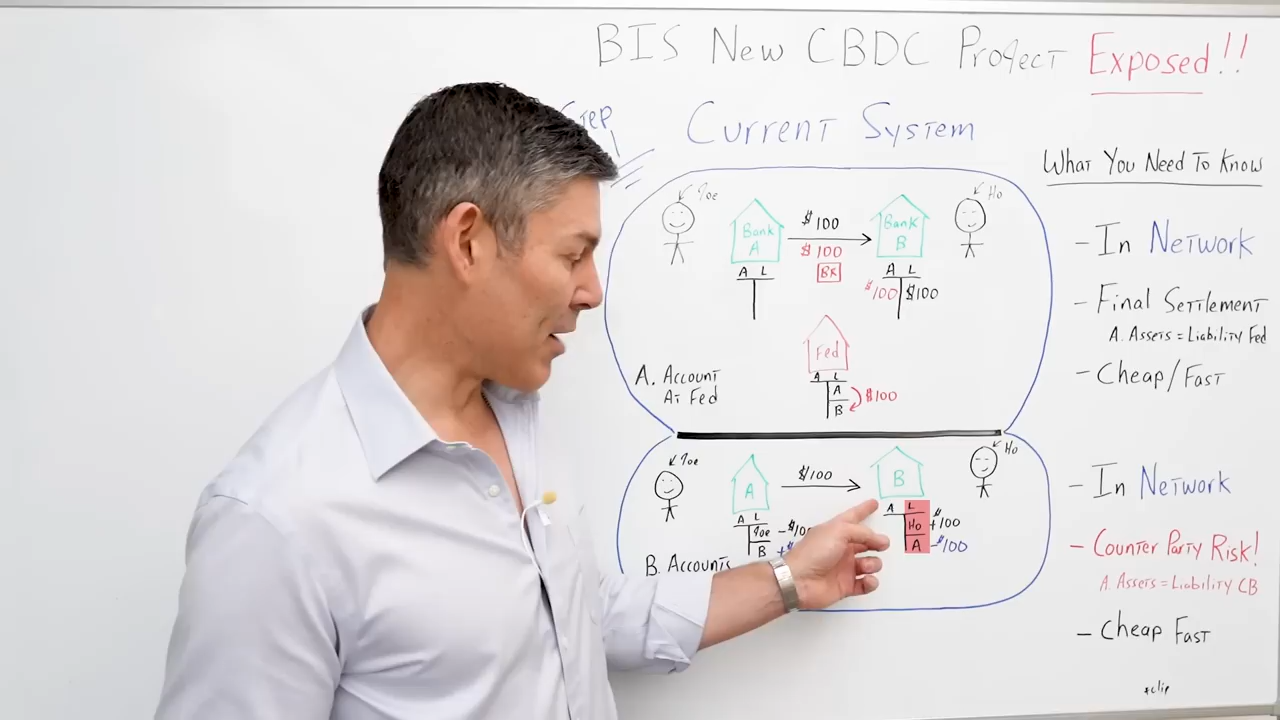 BIS New CBDC Project Exposed!!
Step
Current System
What You Need To Know
Joe
Ho
Bank A
$100
$100
BR
Bank B
A L
A L
$100 $100
Fed
A L
A
B
$100
A. Account
At Fed
- In Network
- Final Settlement
A. Assets = Liability Fed
- Cheap/Fast
Joe
Ho
A
$100
B
A L
Joe
B
A L
Ho +$100
A -$100
B. Accounts
- In Network
- Counter Party Risk!
A. Assets = Liability CB
- Cheap Fast
*clip